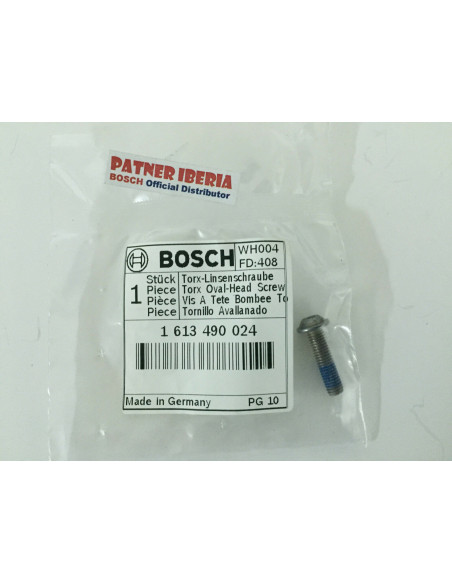 PATNER IBERIA
BOSCH Official Distributor
BOSCH
WH004
FD:408
1
Stück Torx-Linsenschraube
Piece Torx Oval-Head Screw
Pièce Vis A Tete Bombee To
Piece Tornillo Avallanado
1 613 490 024
Made in Germany PG 10